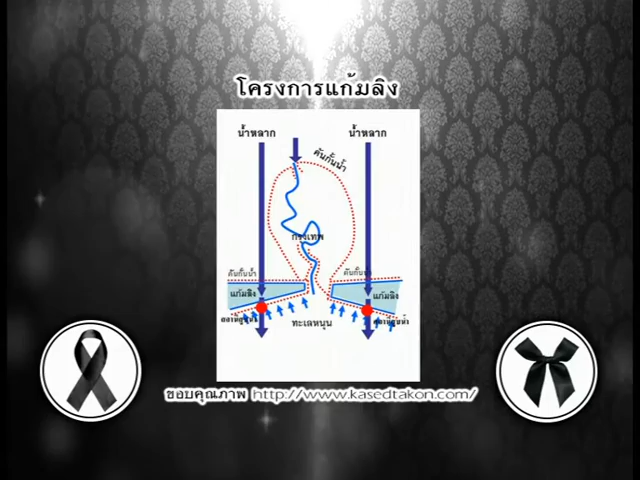 โครงการแก้มลิง
น้ำหลาก
น้ำหลาก
คันกั้นน้ำ
กรุงเทพ
คันกั้นน้ำ
คันกั้นน้ำ
แก้มลิง
แก้มลิง
ทะเลหนุน
ขอบคุณภาพ http://www.kasedtakon.com/